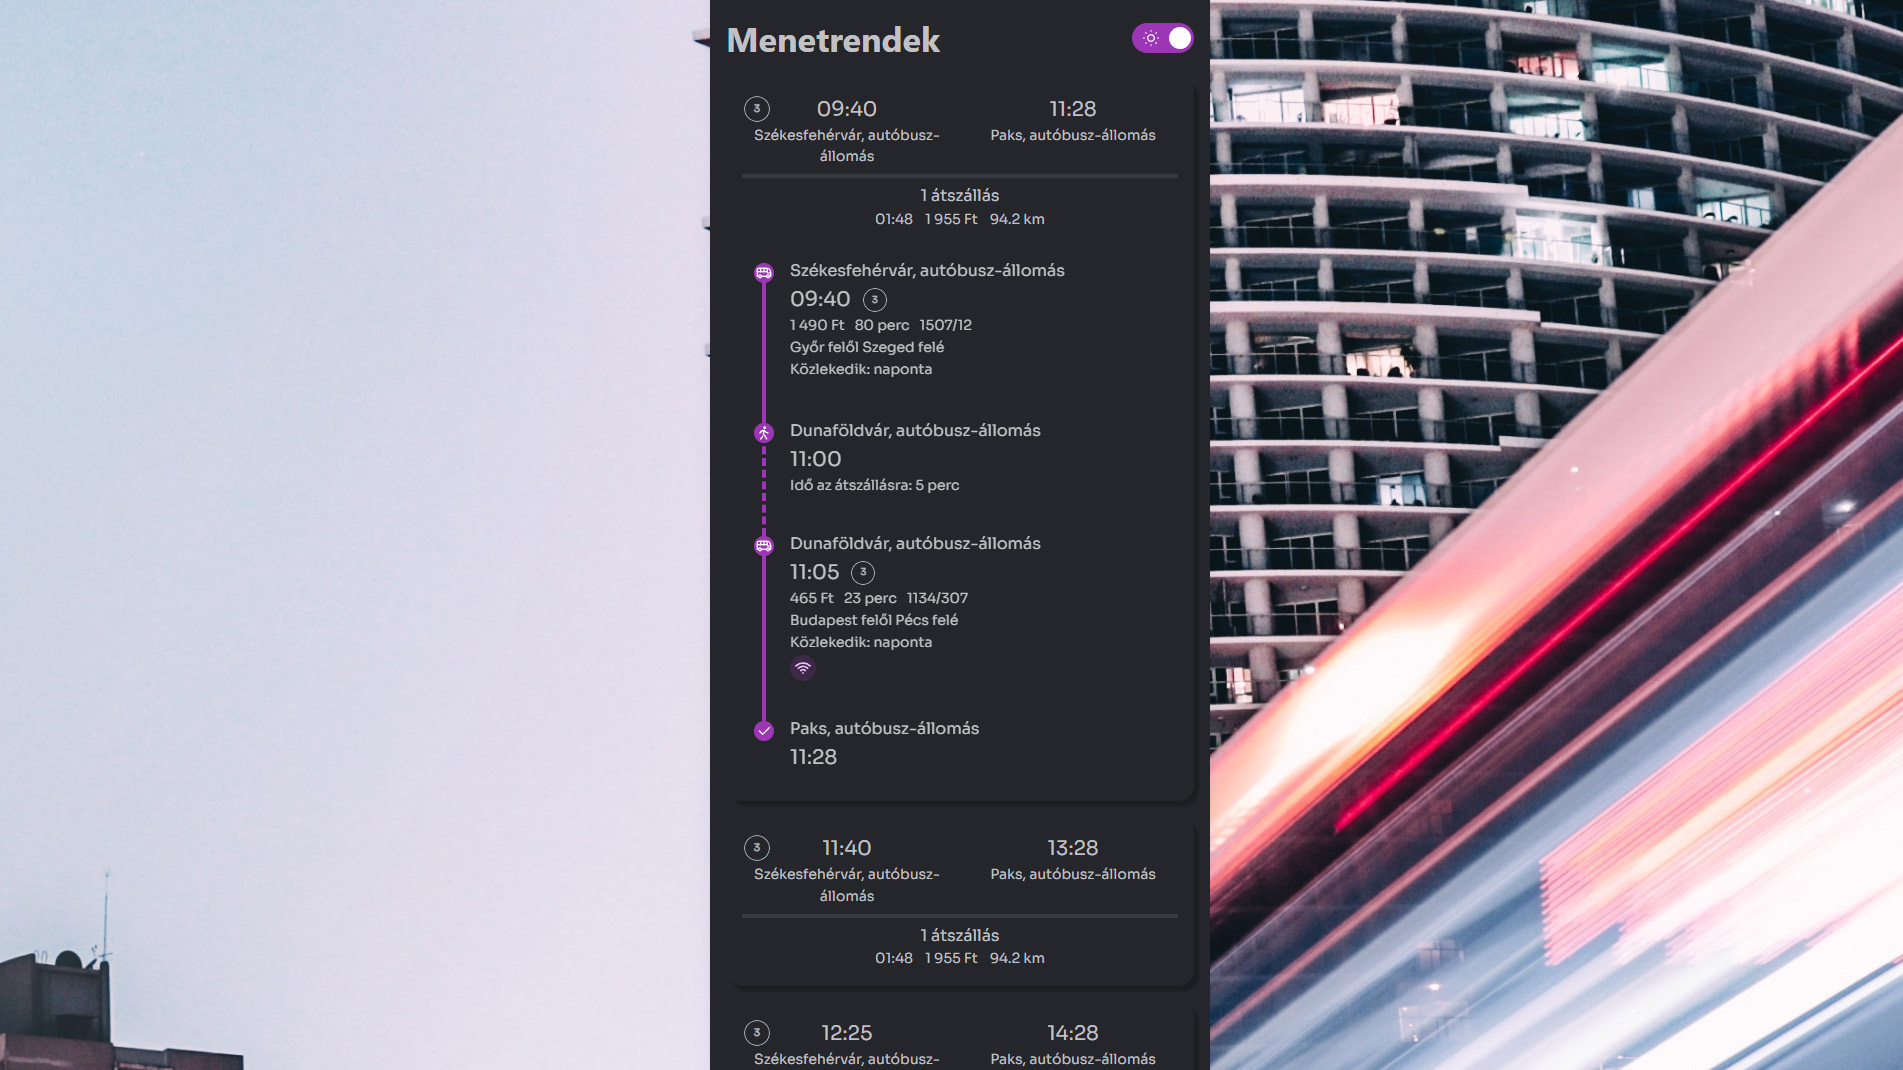 Menetrendek
3 09:40 11:28
Székesfehérvár, autóbusz- Paks, autóbusz-állomás
állomás
1 átszállás
01:48 1 955 Ft 94.2 km
Székesfehérvár, autóbusz-állomás
09:40 3
1 490 Ft 80 perc 1507/12
Győr felől Szeged felé
Közlekedik: naponta
Dunaföldvár, autóbusz-állomás
11:00
Idő az átszállásra: 5 perc
Dunaföldvár, autóbusz-állomás
11:05 3
465 Ft 23 perc 1134/307
Budapest felől Pécs felé
Közlekedik: naponta
Paks, autóbusz-állomás
11:28
3 11:40 13:28
Székesfehérvár, autóbusz- Paks, autóbusz-állomás
állomás
1 átszállás
01:48 1 955 Ft 94.2 km
3 12:25 14:28
Székesfehérvár, autóbusz- Paks, autóbusz-állomás